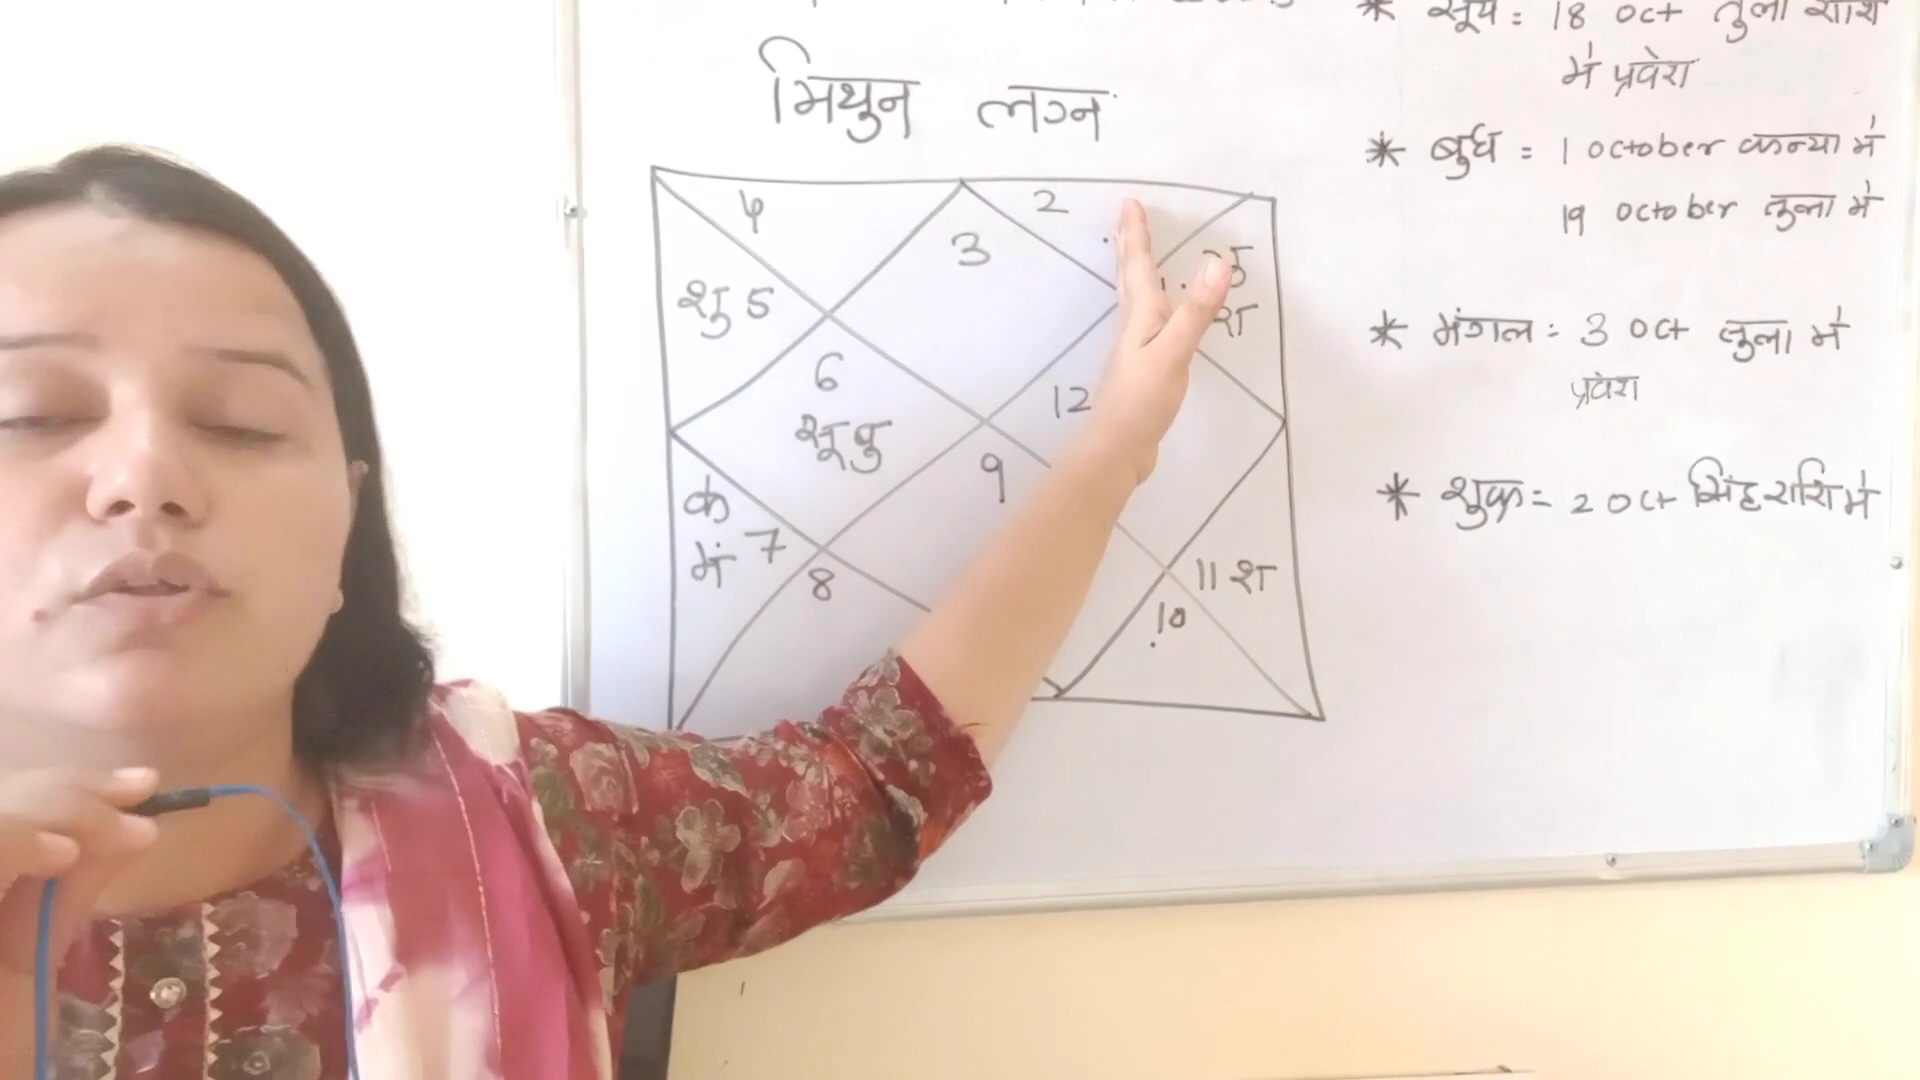 मिथुन लग्न
4
2
3
शु 5
6
सू बु
12
9
के
मं 7
8
11 श
10
* सूर्य = 18 Oct तुला राशि
में प्रवेश
* बुध = 1 October कन्या में
19 October तुला में
* मंगल = 3 Oct तुला में
प्रवेश
* शुक्र = 2 Oct सिंह राशि में